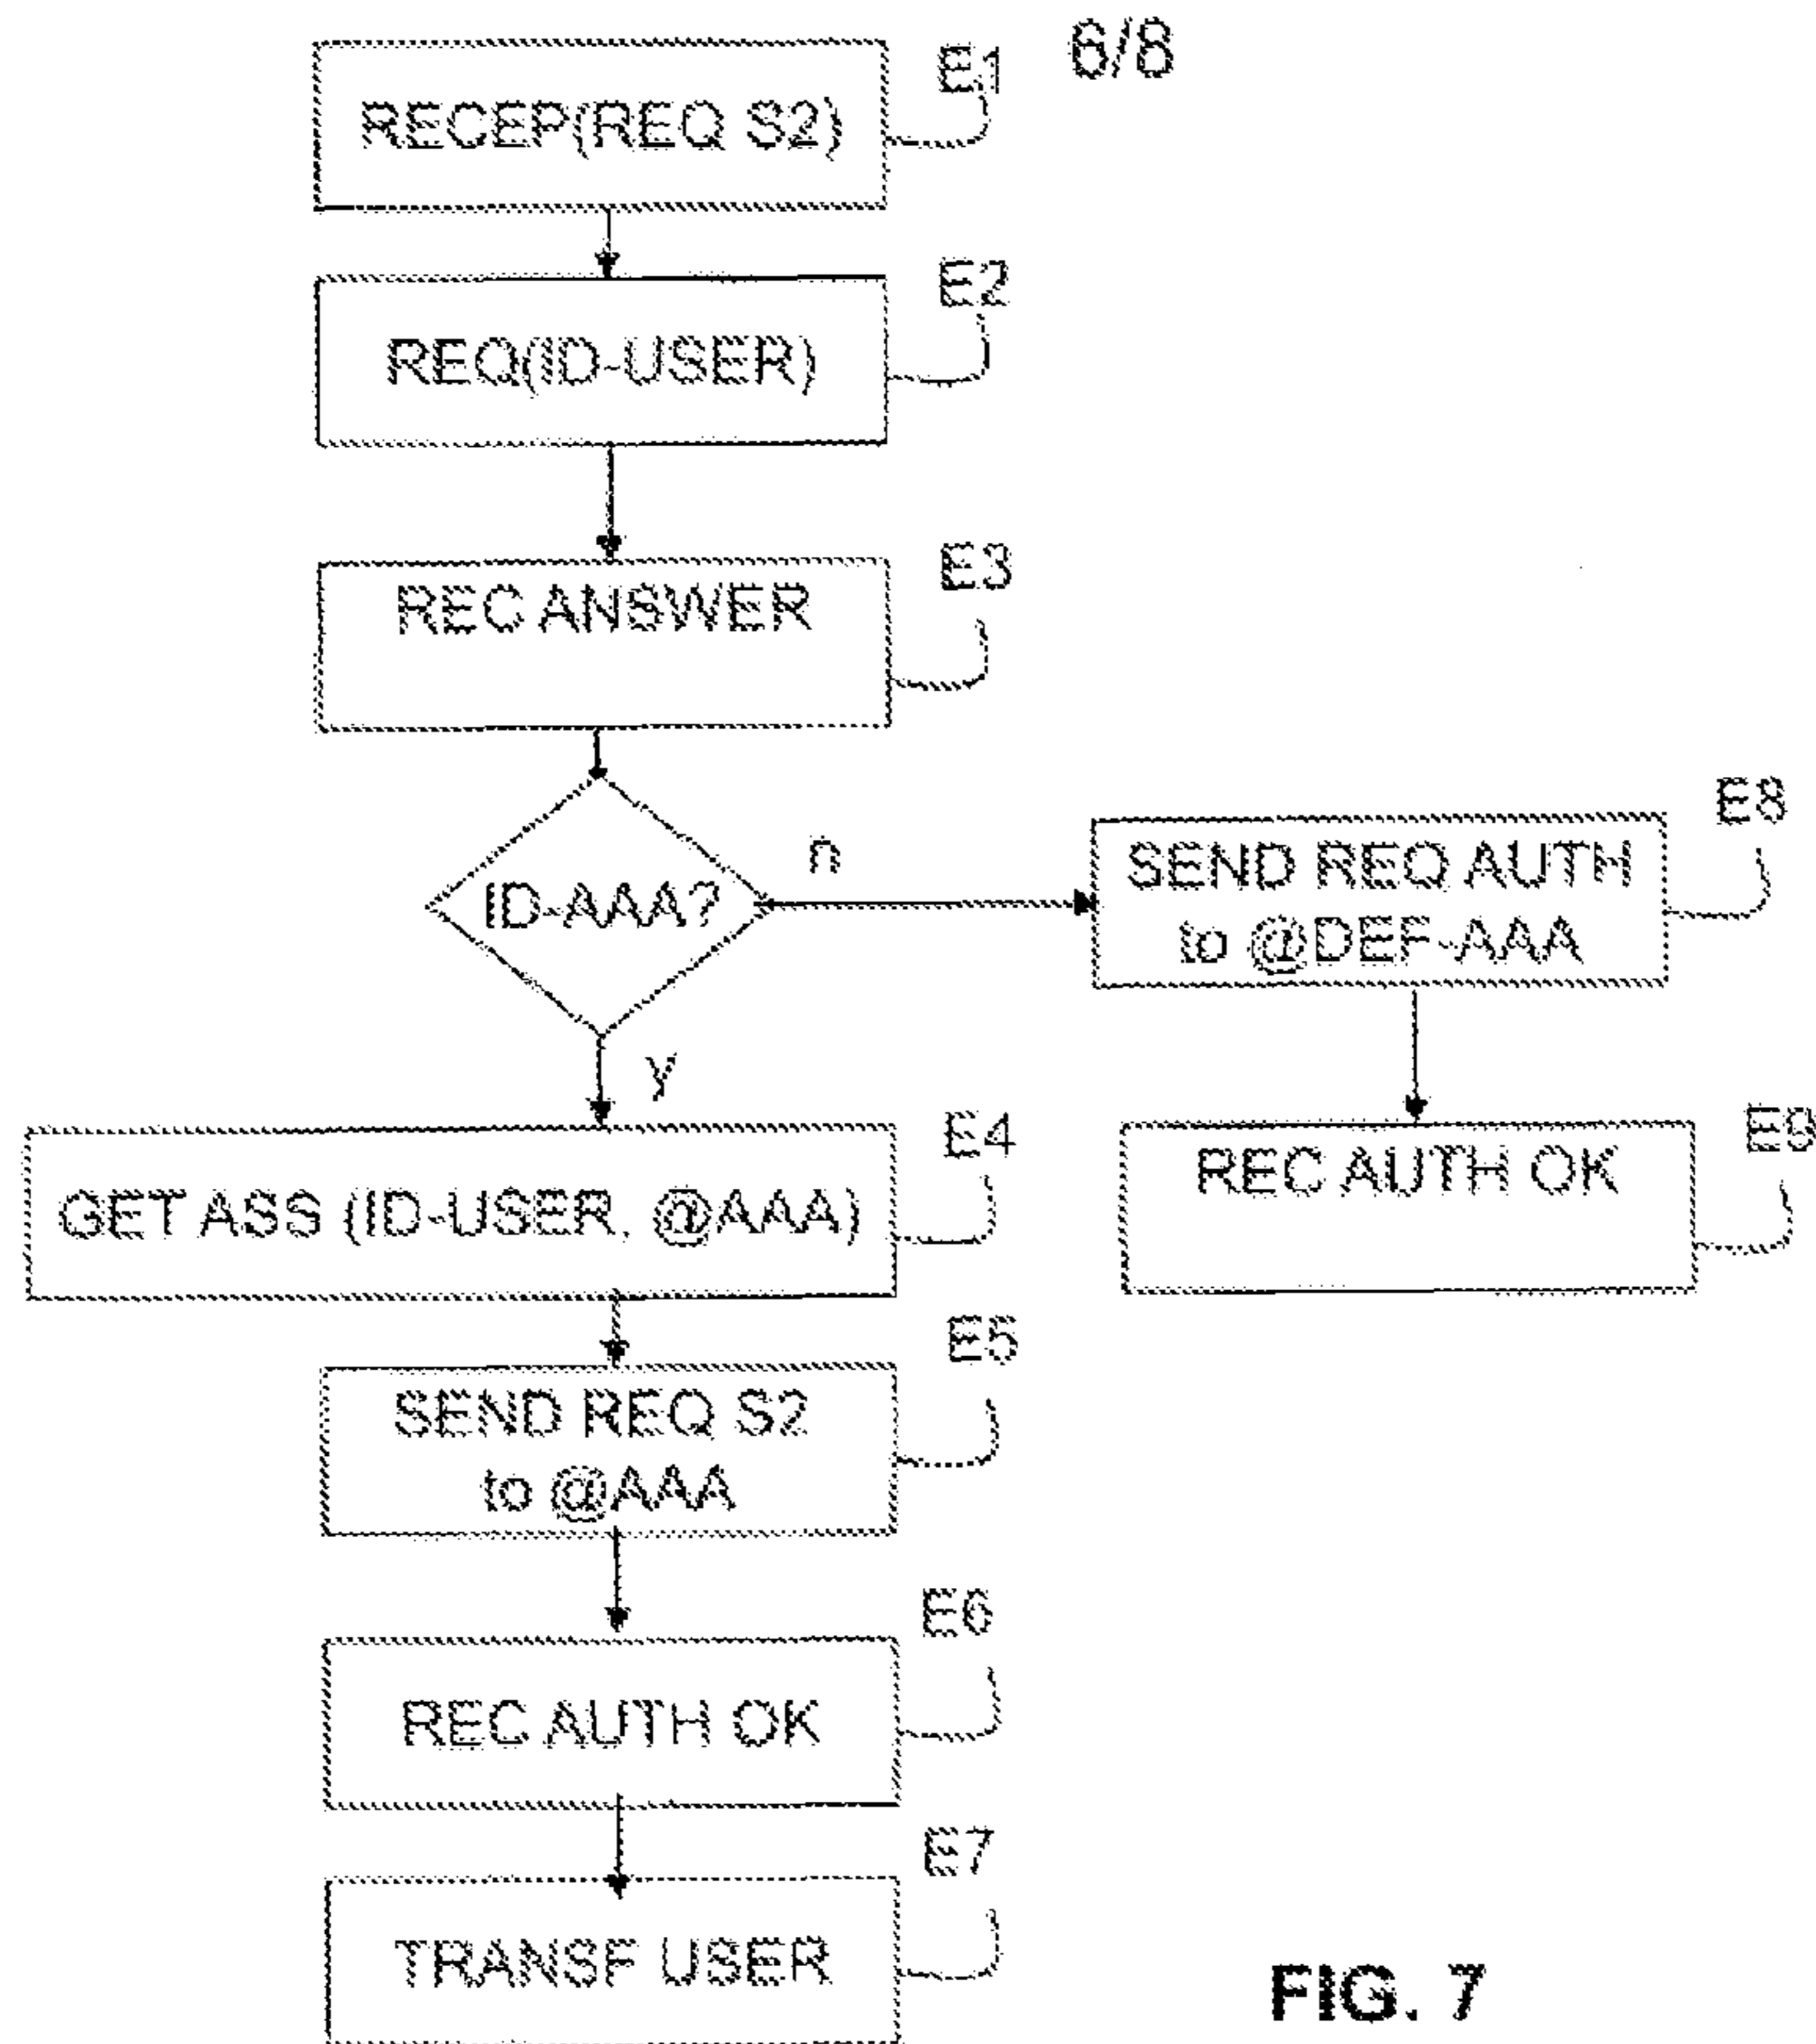 6/8
RECEP(REQ S2)
E1
REQ(ID-USER)
E2
REC ANSWER
E3
ID-AAA?
n
y
SEND REQ AUTH
to @DEF-AAA
E8
REC AUTH OK
E9
GET ASS (ID-USER, @AAA)
E4
SEND REQ S2
to @AAA
E5
REC AUTH OK
E6
TRANSF USER
E7
FIG. 7